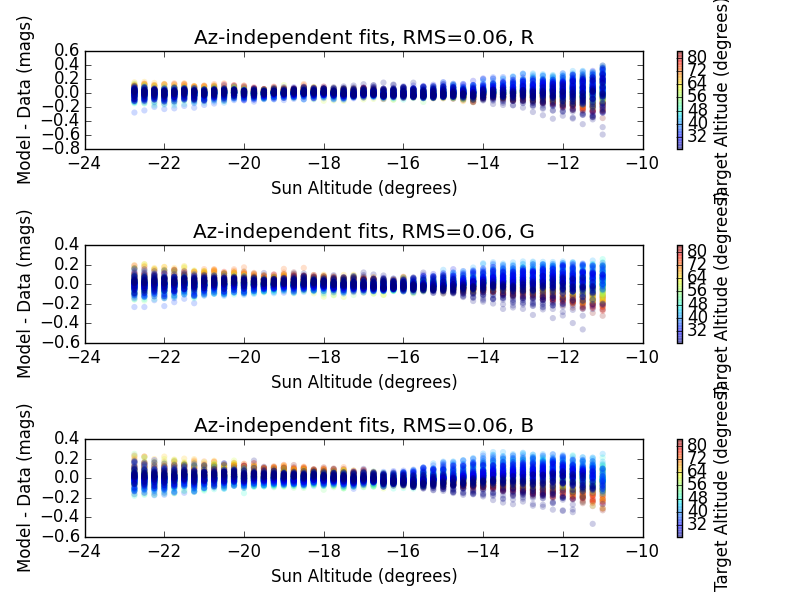 Az-independent fits, RMS=0.06, R
Model - Data (mags)
0.6
0.4
0.2
0.0
−0.2
−0.4
−0.6
−0.8
−24 −22 −20 −18 −16 −14 −12 −10
Sun Altitude (degrees)
80
72
64
56
48
40
32
Target Altitude (degrees)
Az-independent fits, RMS=0.06, G
Model - Data (mags)
0.4
0.2
0.0
−0.2
−0.4
−0.6
−24 −22 −20 −18 −16 −14 −12 −10
Sun Altitude (degrees)
80
72
64
56
48
40
32
Target Altitude (degrees)
Az-independent fits, RMS=0.06, B
Model - Data (mags)
0.4
0.2
0.0
−0.2
−0.4
−0.6
−24 −22 −20 −18 −16 −14 −12 −10
Sun Altitude (degrees)
80
72
64
56
48
40
32
Target Altitude (degrees)